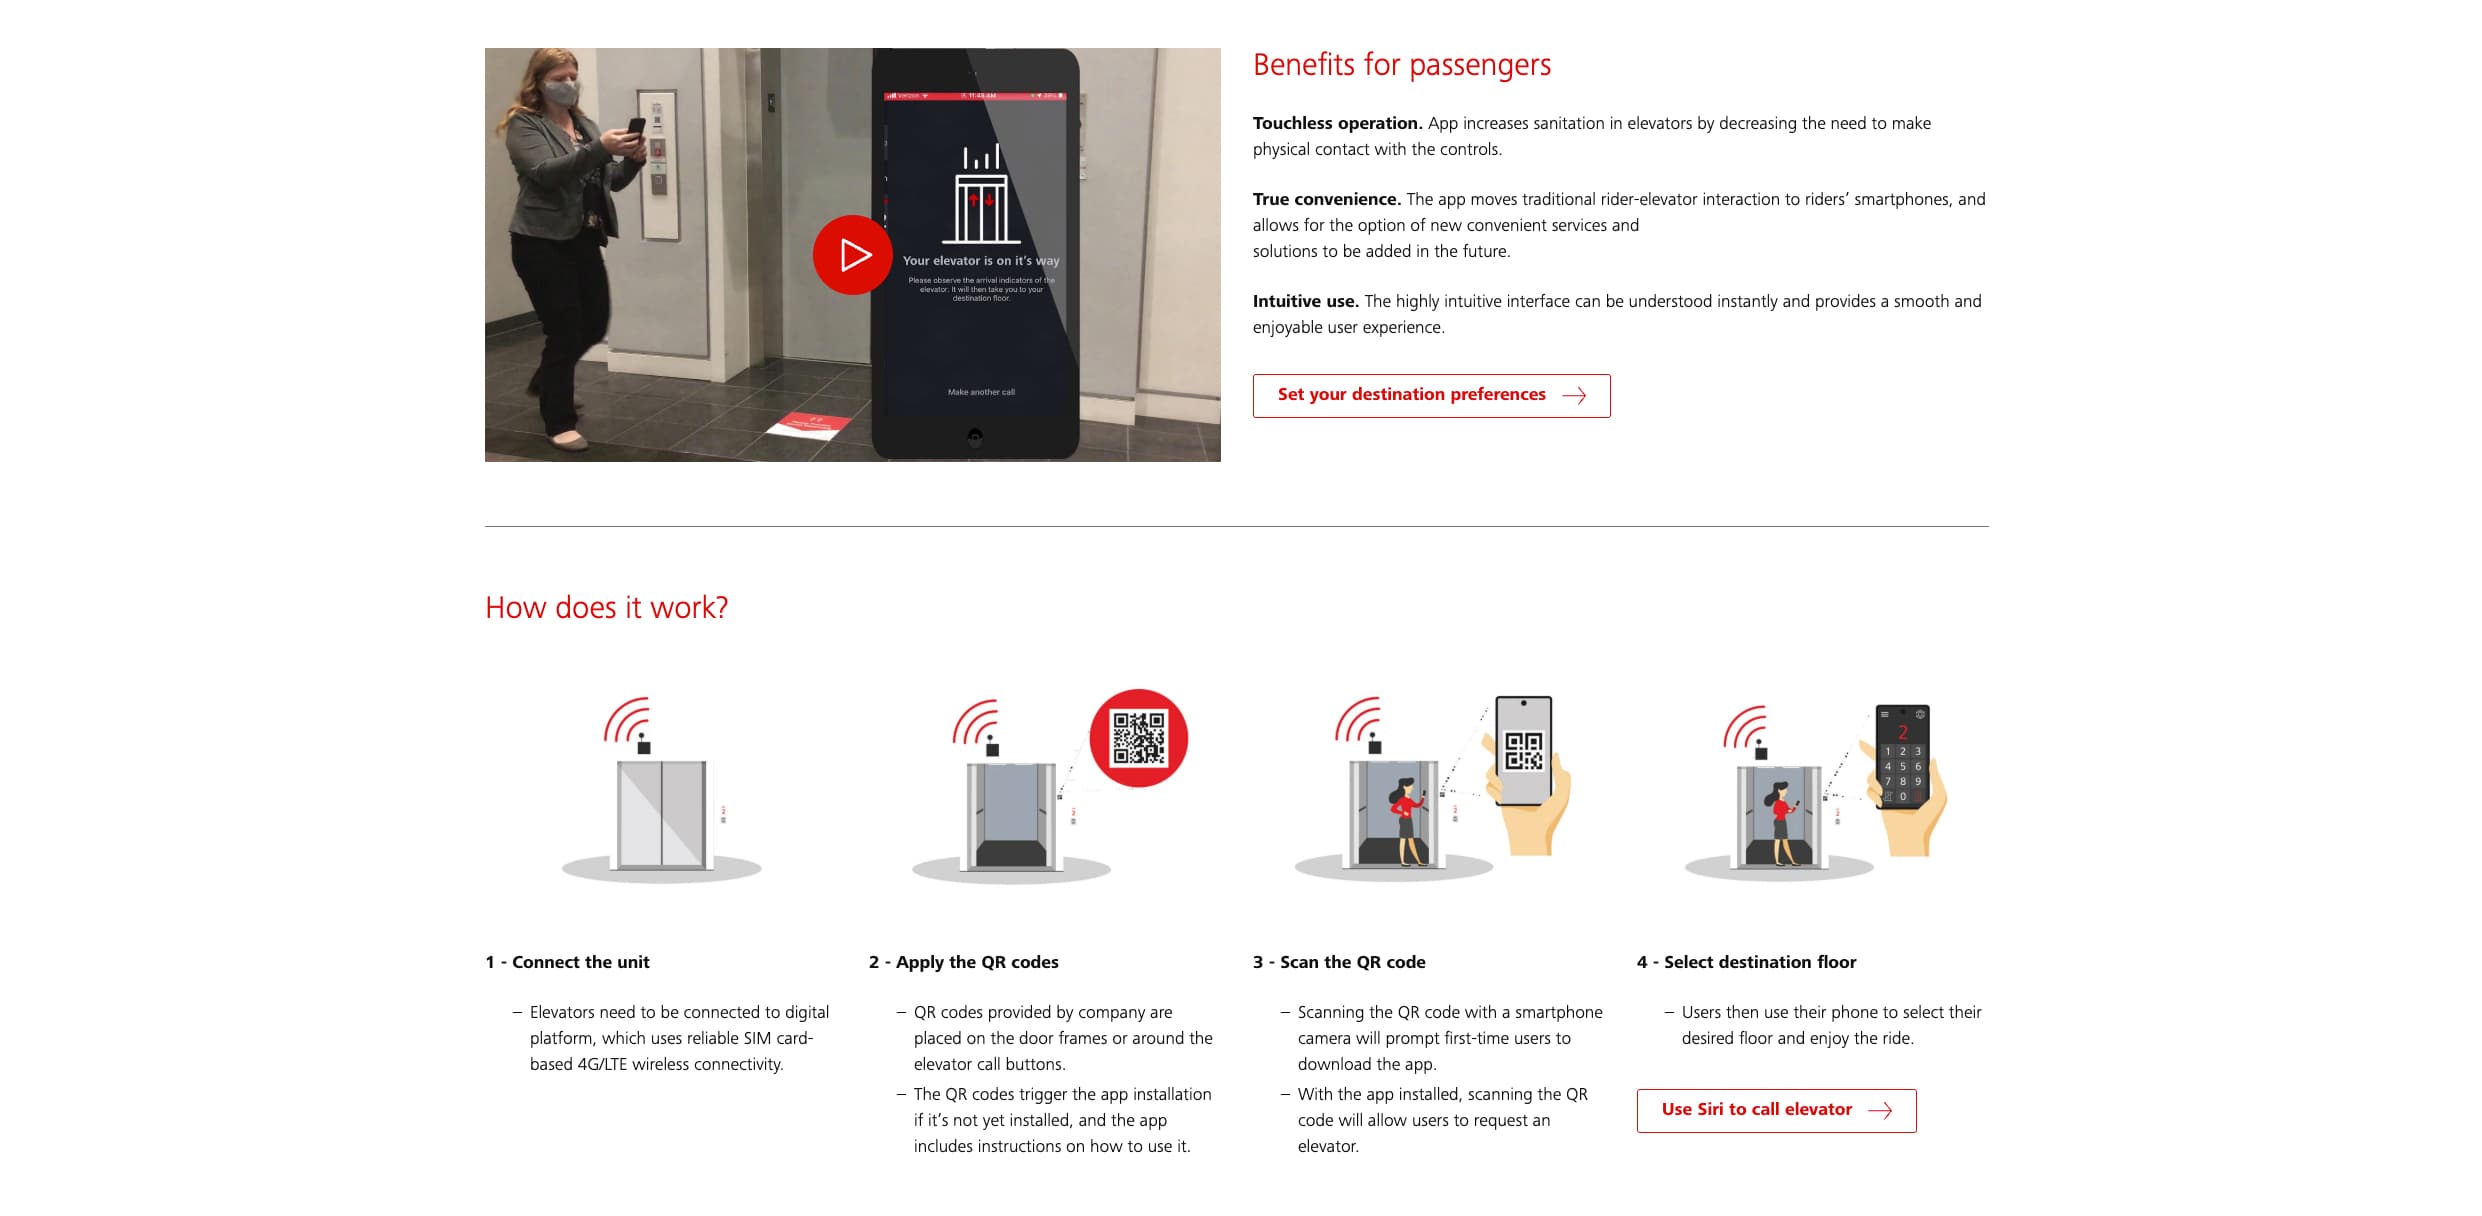 Verizon
11:43 AM
39%
Your elevator is on it's way
Please observe the arrival indicators of the
elevator. It will then take you to your
destination floor.
Make another call
Benefits for passengers
Touchless operation. App increases sanitation in elevators by decreasing the need to make
physical contact with the controls.
True convenience. The app moves traditional rider-elevator interaction to riders’ smartphones, and
allows for the option of new convenient services and
solutions to be added in the future.
Intuitive use. The highly intuitive interface can be understood instantly and provides a smooth and
enjoyable user experience.
Set your destination preferences
How does it work?
2
1 2 3
4 5 6
7 8 9
0
1 - Connect the unit
– Elevators need to be connected to digital
platform, which uses reliable SIM card-
based 4G/LTE wireless connectivity.
2 - Apply the QR codes
– QR codes provided by company are
placed on the door frames or around the
elevator call buttons.
– The QR codes trigger the app installation
if it’s not yet installed, and the app
includes instructions on how to use it.
3 - Scan the QR code
– Scanning the QR code with a smartphone
camera will prompt first-time users to
download the app.
– With the app installed, scanning the QR
code will allow users to request an
elevator.
4 - Select destination floor
– Users then use their phone to select their
desired floor and enjoy the ride.
Use Siri to call elevator